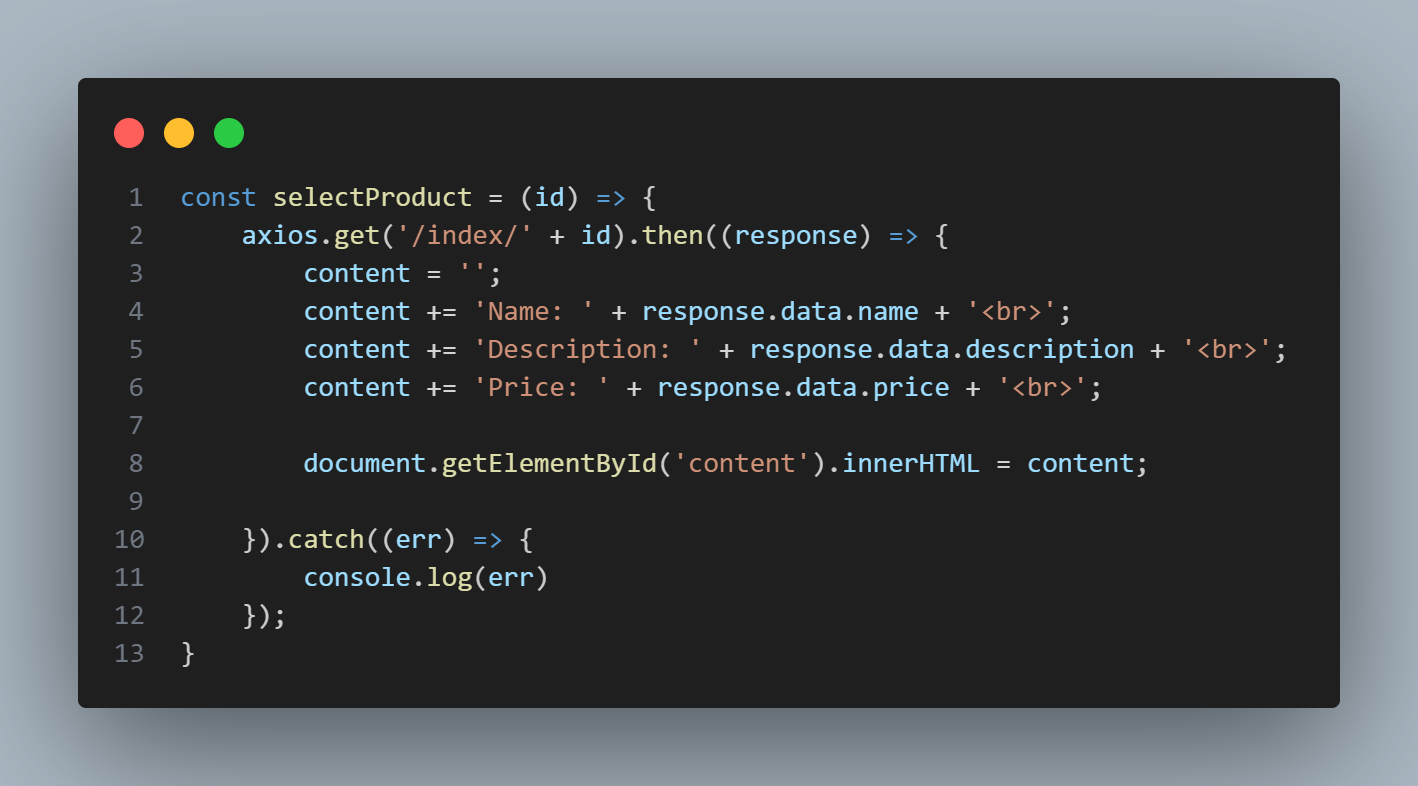 1 const selectProduct = (id) => {
2     axios.get('/index/' + id).then((response) => {
3         content = '';
4         content += 'Name: ' + response.data.name + '<br>';
5         content += 'Description: ' + response.data.description + '<br>';
6         content += 'Price: ' + response.data.price + '<br>';
7
8         document.getElementById('content').innerHTML = content;
9
10     }).catch((err) => {
11         console.log(err)
12     });
13 }